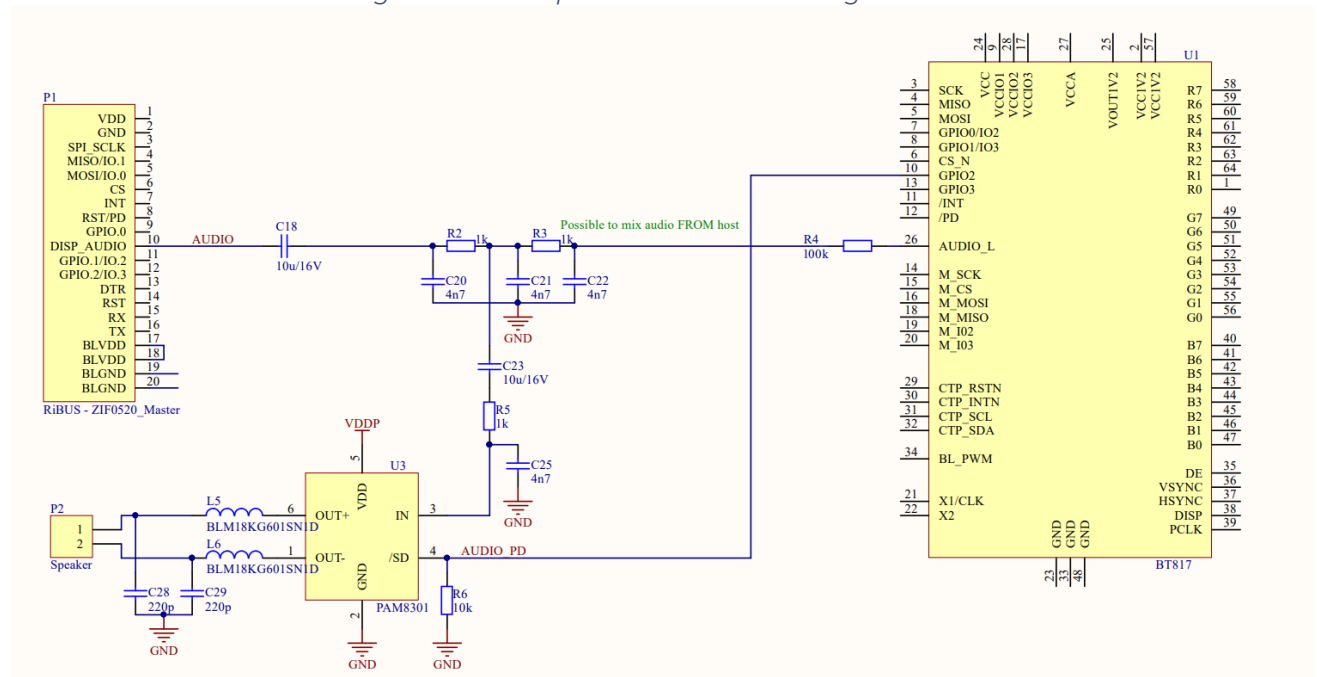 P1
VDD 1
GND 2
SPI_SCLK 3
MISO/IO.1 4
MOSI/IO.0 5
CS 6
INT 7
RST/PD 8
GPIO.0 9
DISP_AUDIO 10
GPIO.1/IO.2 11
GPIO.2/IO.3 12
DTR 13
RST 14
RX 15
TX 16
BLVDD 17
BLVDD 18
BLGND 19
BLGND 20
RiBUS - ZIF0520_Master
AUDIO
C18
10u/16V
R2
1k
R3
1k
Possible to mix audio FROM host
R4
100k
C20
4n7
C21
4n7
C22
4n7
GND
C23
10u/16V
R5
1k
C25
4n7
GND
VDDP
U3
5
VDD
6 OUT+
1 OUT-
IN 3
/SD 4
GND
2
PAM8301
GND
AUDIO_PD
R6
10k
GND
L5
BLM18KG601SN1D
L6
BLM18KG601SN1D
P2
1
2
Speaker
C28
220p
C29
220p
GND
U1
24 VCC
9 VCCIO1
28 VCCIO2
17 VCCIO3
27 VCCA
25 VOUT1V2
2 VCC1V2
57 VCC1V2
3 SCK
4 MISO
5 MOSI
7 GPIO0/IO2
8 GPIO1/IO3
6 CS_N
10 GPIO2
13 GPIO3
11 /INT
12 /PD
26 AUDIO_L
14 M_SCK
15 M_CS
16 M_MOSI
18 M_MISO
19 M_I02
20 M_I03
29 CTP_RSTN
30 CTP_INTN
31 CTP_SCL
32 CTP_SDA
34 BL_PWM
21 X1/CLK
22 X2
R7 58
R6 59
R5 60
R4 61
R3 62
R2 63
R1 64
R0 1
G7 49
G6 50
G5 51
G4 52
G3 53
G2 54
G1 55
G0 56
B7 40
B6 41
B5 42
B4 43
B3 44
B2 45
B1 46
B0 47
DE 35
VSYNC 36
HSYNC 37
DISP 38
PCLK 39
GND 23
GND 33
GND 48
BT817